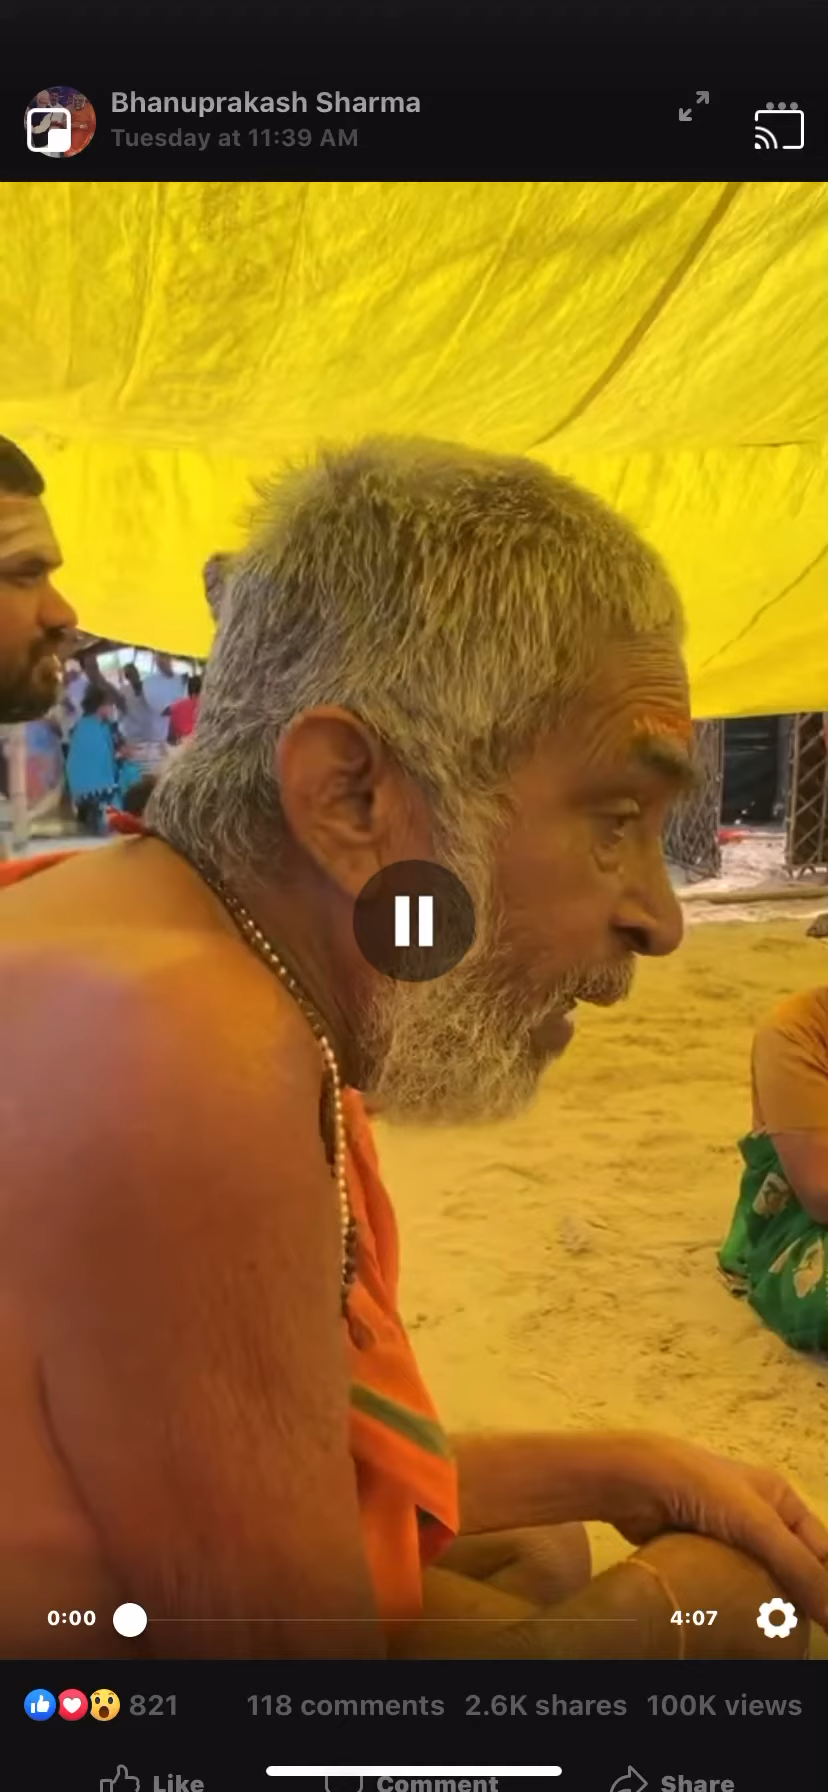 Bhanuprakash Sharma
Tuesday at 11:39 AM
0:00
4:07
821 118 comments 2.6K shares 100K views
Like Comment Share